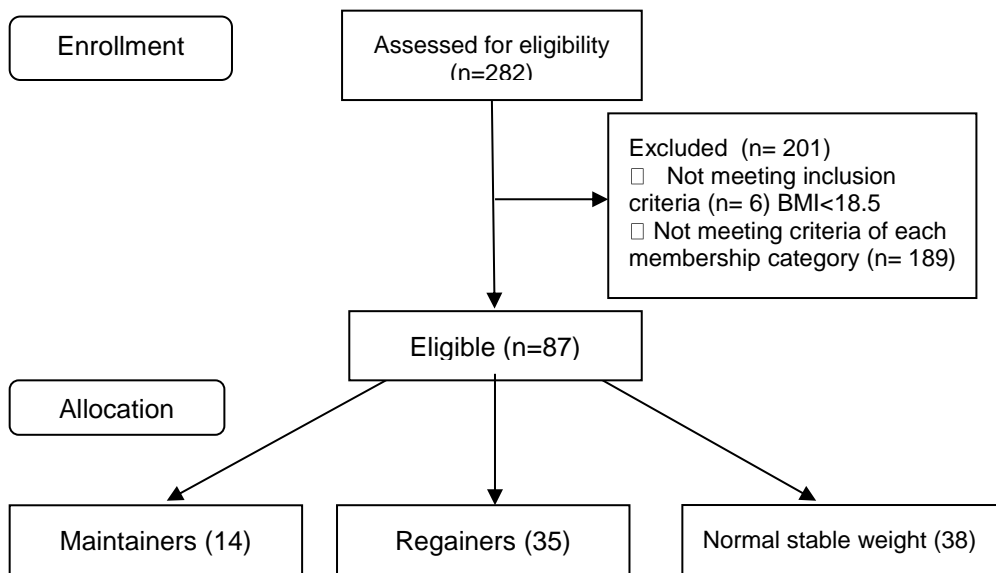 Enrollment
Assessed for eligibility
(n=282)
Excluded (n= 201)
□ Not meeting inclusion
criteria (n= 6) BMI<18.5
□ Not meeting criteria of each
membership category (n= 189)
Eligible (n=87)
Allocation
Maintainers (14)
Regainers (35)
Normal stable weight (38)